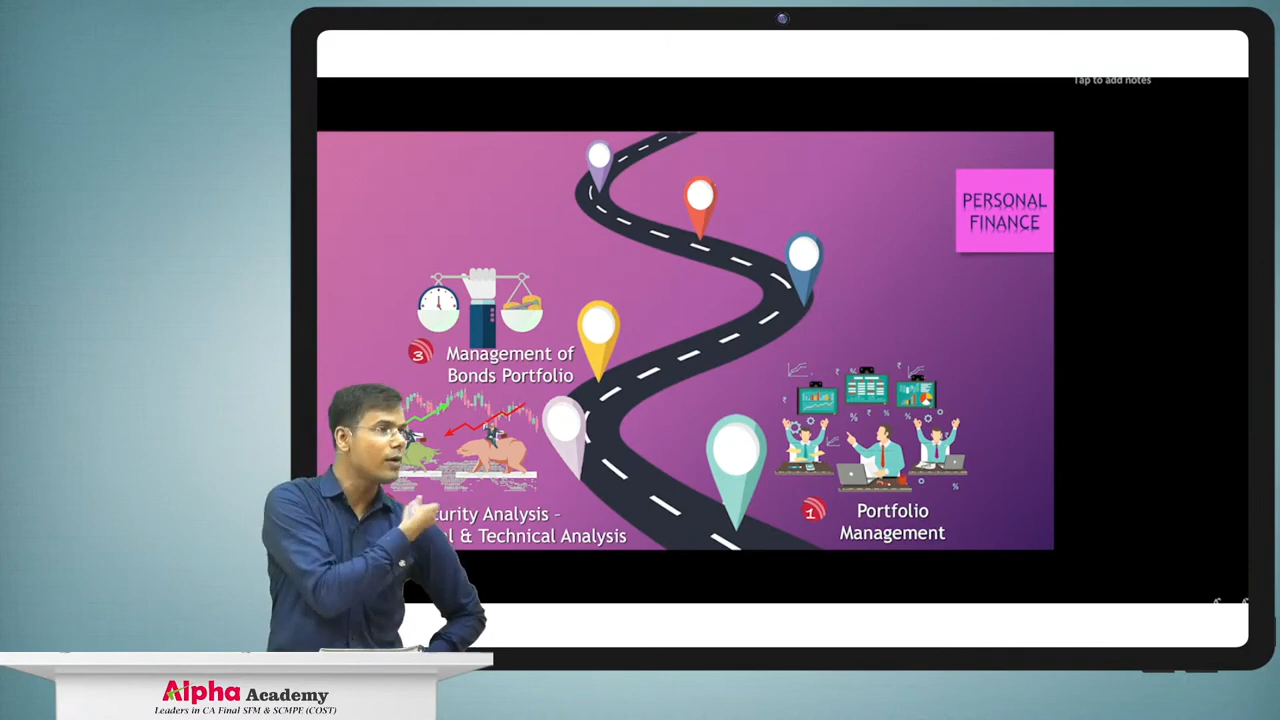 Tap to add notes
PERSONAL
FINANCE
3
Management of
Bonds Portfolio
Analysis –
& Technical Analysis
1
Portfolio
Management
Alpha Academy
Leaders in CA Final SFM & SCMPE (COST)